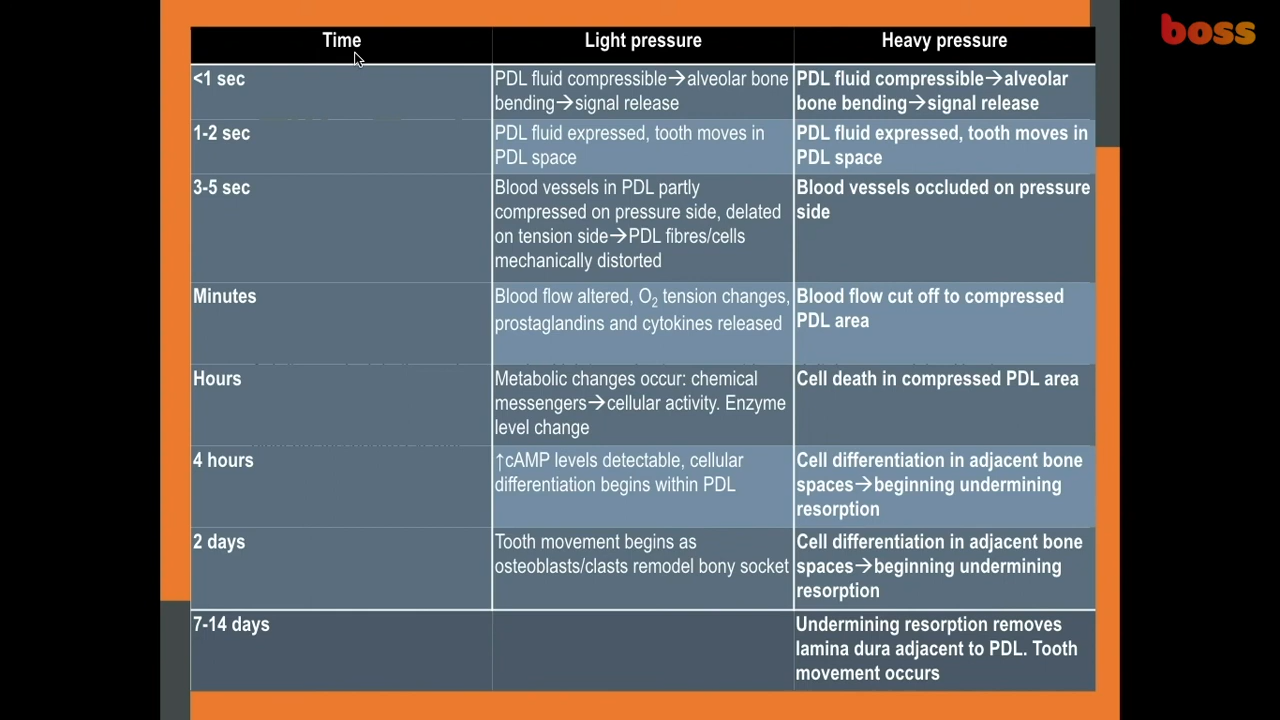 boss
Time
Light pressure
Heavy pressure
<1 sec
PDL fluid compressible→alveolar bone
bending→signal release
PDL fluid compressible→alveolar
bone bending→signal release
1-2 sec
PDL fluid expressed, tooth moves in
PDL space
PDL fluid expressed, tooth moves in
PDL space
3-5 sec
Blood vessels in PDL partly
compressed on pressure side, delated
on tension side→PDL fibres/cells
mechanically distorted
Blood vessels occluded on pressure
side
Minutes
Blood flow altered, O₂ tension changes,
prostaglandins and cytokines released
Blood flow cut off to compressed
PDL area
Hours
Metabolic changes occur: chemical
messengers→cellular activity. Enzyme
level change
Cell death in compressed PDL area
4 hours
↑cAMP levels detectable, cellular
differentiation begins within PDL
Cell differentiation in adjacent bone
spaces→beginning undermining
resorption
2 days
Tooth movement begins as
osteoblasts/clasts remodel bony socket
Cell differentiation in adjacent bone
spaces→beginning undermining
resorption
7-14 days
Undermining resorption removes
lamina dura adjacent to PDL. Tooth
movement occurs